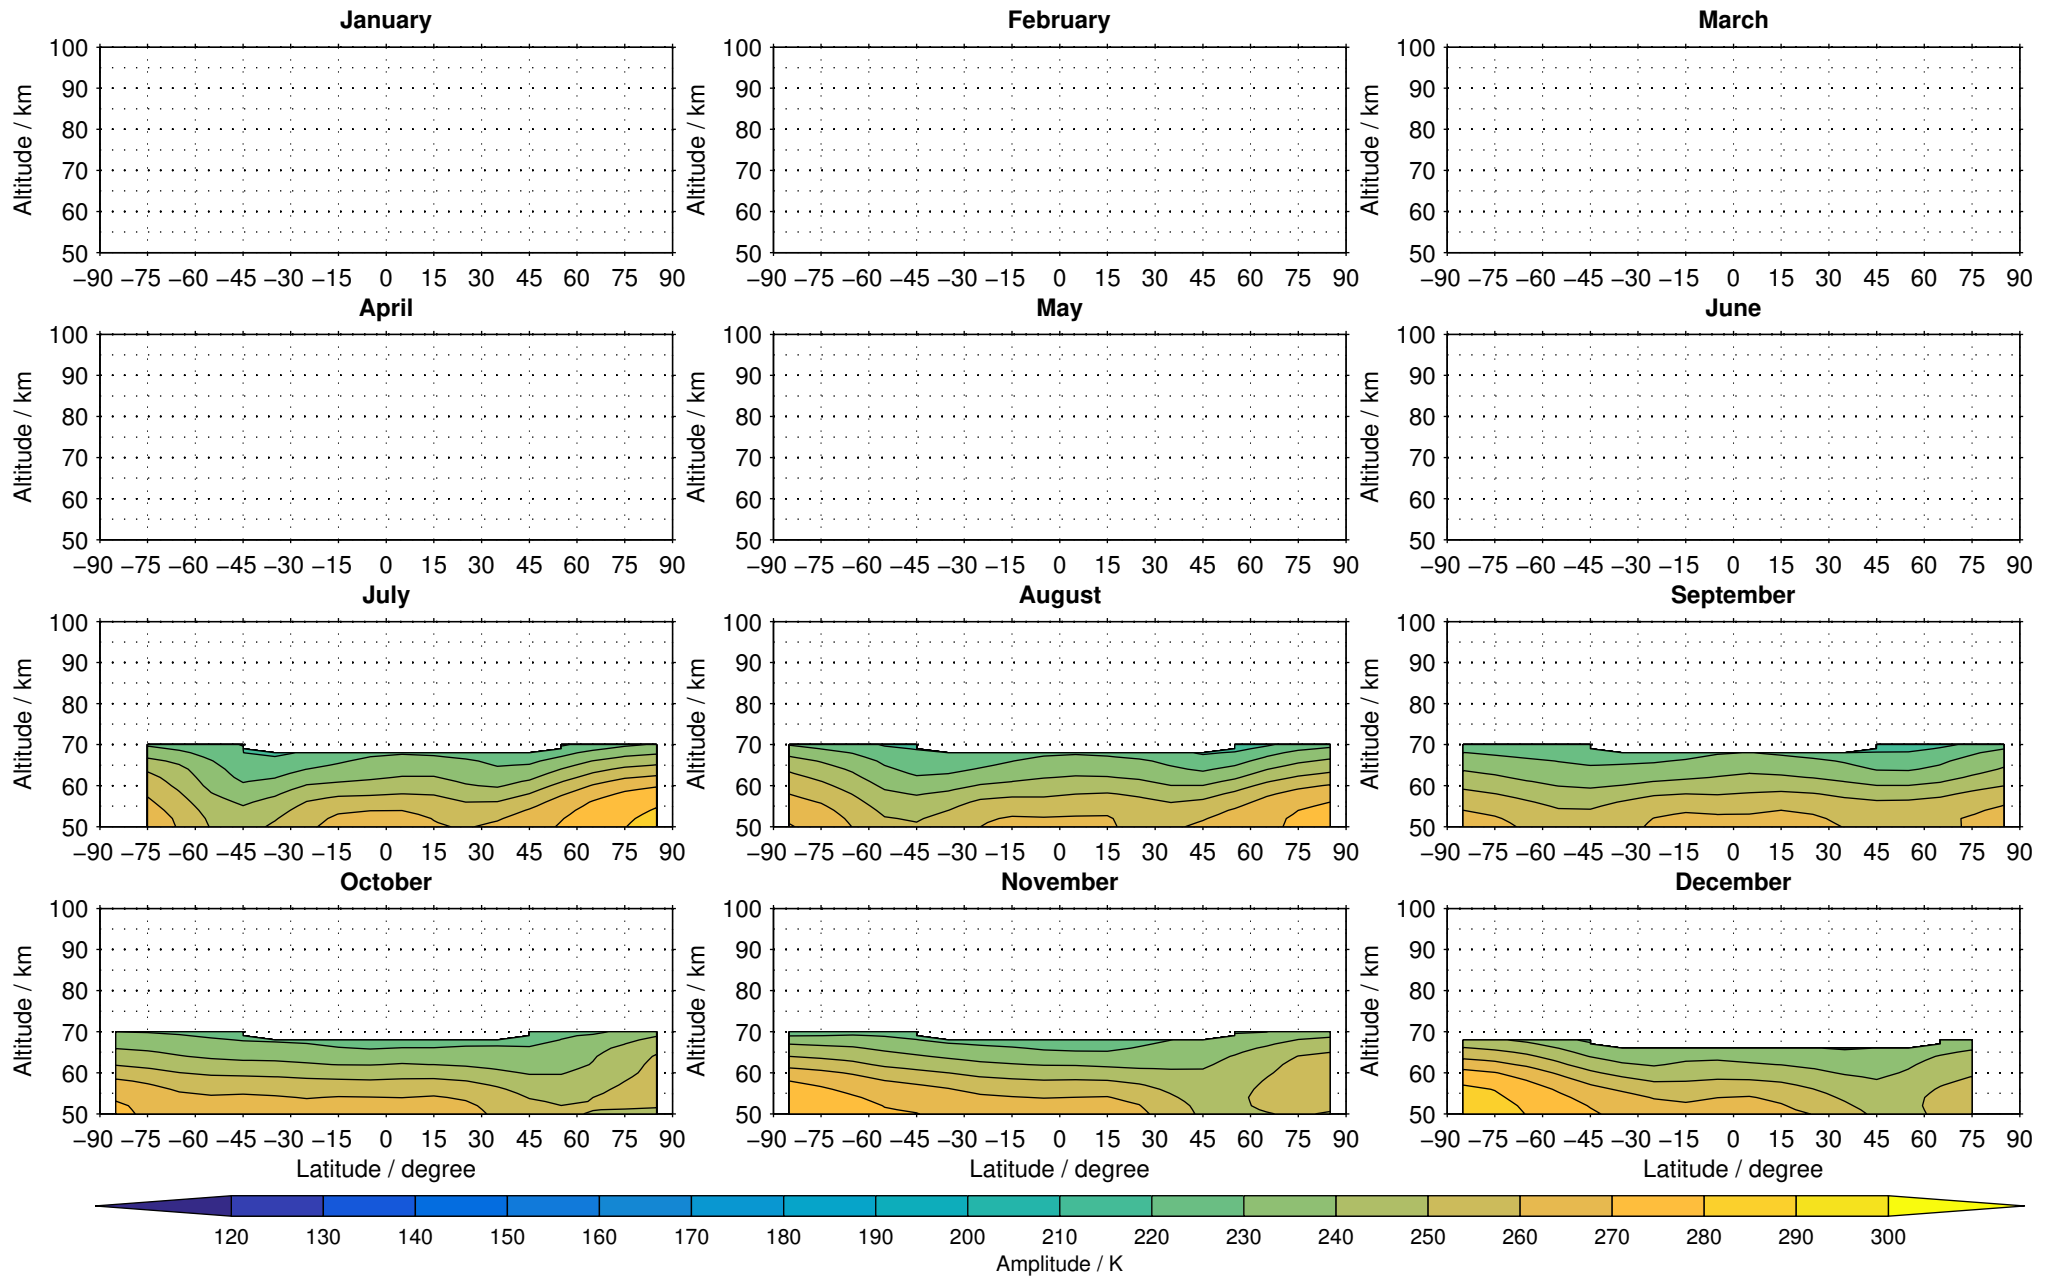 January February March
100 100 100
90 90 90
80 80 80
70 70 70
60 60 60
50 50 50
Altitude / km Altitude / km Altitude / km
−90 −75 −60 −45 −30 −15 0 15 30 45 60 75 90 −90 −75 −60 −45 −30 −15 0 15 30 45 60 75 90 −90 −75 −60 −45 −30 −15 0 15 30 45 60 75 90
April May June
100 100 100
90 90 90
80 80 80
70 70 70
60 60 60
50 50 50
Altitude / km Altitude / km Altitude / km
−90 −75 −60 −45 −30 −15 0 15 30 45 60 75 90 −90 −75 −60 −45 −30 −15 0 15 30 45 60 75 90 −90 −75 −60 −45 −30 −15 0 15 30 45 60 75 90
July August September
100 100 100
90 90 90
80 80 80
70 70 70
60 60 60
50 50 50
Altitude / km Altitude / km Altitude / km
−90 −75 −60 −45 −30 −15 0 15 30 45 60 75 90 −90 −75 −60 −45 −30 −15 0 15 30 45 60 75 90 −90 −75 −60 −45 −30 −15 0 15 30 45 60 75 90
October November December
100 100 100
90 90 90
80 80 80
70 70 70
60 60 60
50 50 50
Altitude / km Altitude / km Altitude / km
−90 −75 −60 −45 −30 −15 0 15 30 45 60 75 90 −90 −75 −60 −45 −30 −15 0 15 30 45 60 75 90 −90 −75 −60 −45 −30 −15 0 15 30 45 60 75 90
Latitude / degree Latitude / degree Latitude / degree
120 130 140 150 160 170 180 190 200 210 220 230 240 250 260 270 280 290 300
Amplitude / K